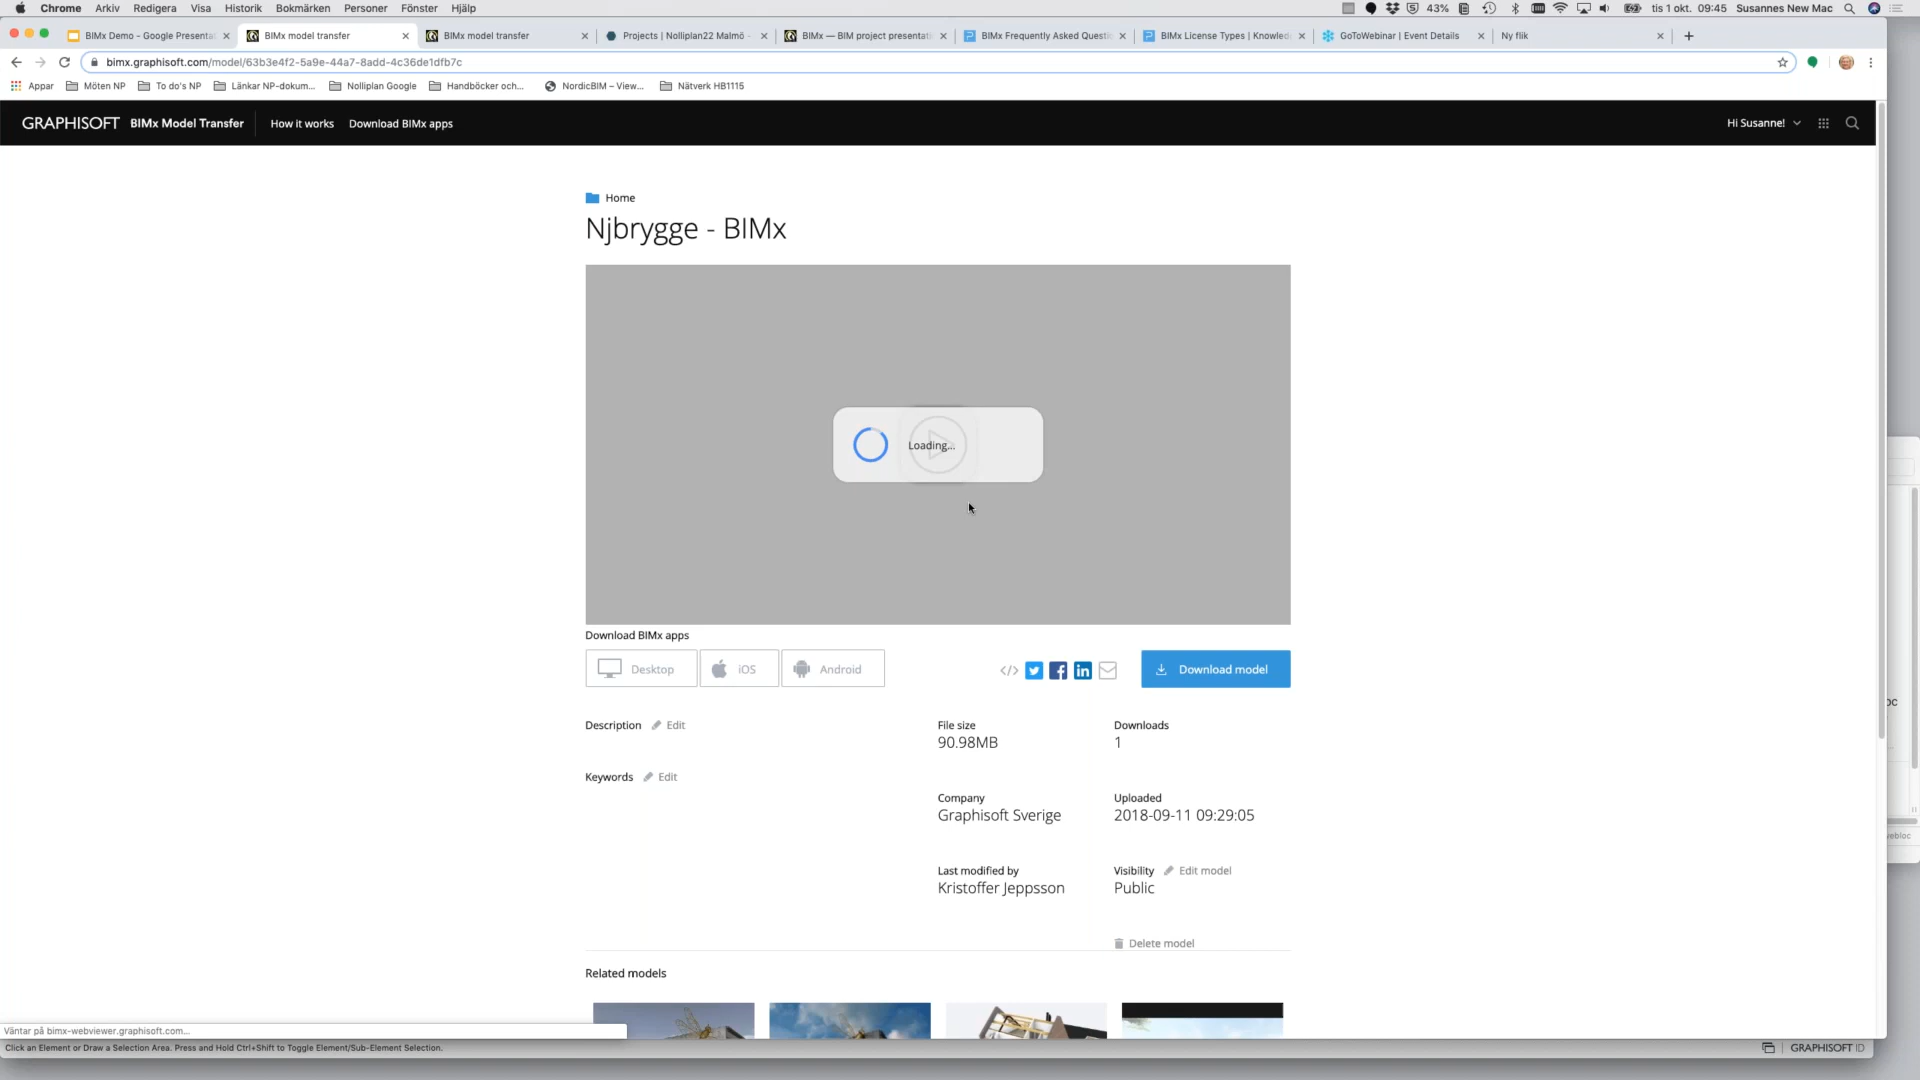 Chrome Arkiv Redigera Visa Historik Bokmärken Personer Fönster Hjälp 43% tis 1 okt. 09:45 Susannes New Mac
BIMx Demo – Google Presentat BIMx model transfer BIMx model transfer Projects | Nolliplan22 Malmö - BIMx — BIM project presentati BIMx Frequently Asked Questi BIMx License Types | Knowled GoToWebinar | Event Details Ny flik
bimx.graphisoft.com/model/63b3e4f2-5a9e-44a7-8add-4c36de1dfb7c
Appar Möten NP To do's NP Länkar NP-dokum... Nolliplan Google Handböcker och... NordicBIM – View... Nätverk HB1115
GRAPHISOFT BIMx Model Transfer How it works Download BIMx apps Hi Susanne!
Home
Njbrygge - BIMx
Loading...
Download BIMx apps
Desktop iOS Android </> Download model
Description Edit File size Downloads
90.98MB 1
Keywords Edit
Company Uploaded
Graphisoft Sverige 2018-09-11 09:29:05
Last modified by Visibility Edit model
Kristoffer Jeppsson Public
Delete model
Related models
Väntar på bimx-webviewer.graphisoft.com...
Click an Element or Draw a Selection Area. Press and Hold Ctrl+Shift to Toggle Element/Sub-Element Selection. GRAPHISOFT ID